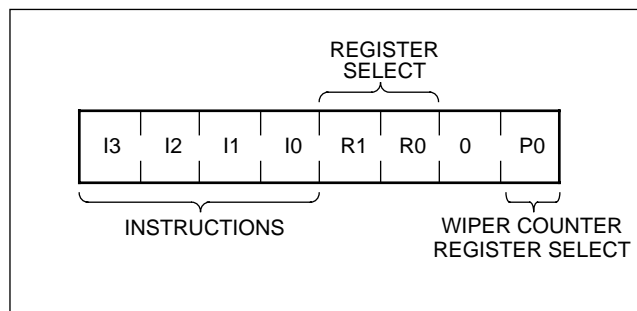 REGISTER
SELECT
I3 I2 I1 I0 R1 R0 0 P0
INSTRUCTIONS
WIPER COUNTER
REGISTER SELECT